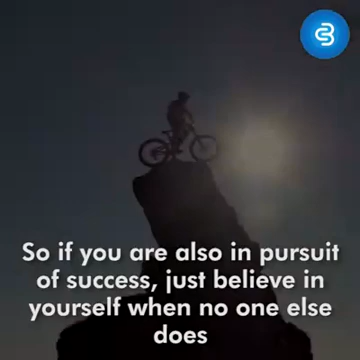 So if you are also in pursuit
of success, just believe in
yourself when no one else
does